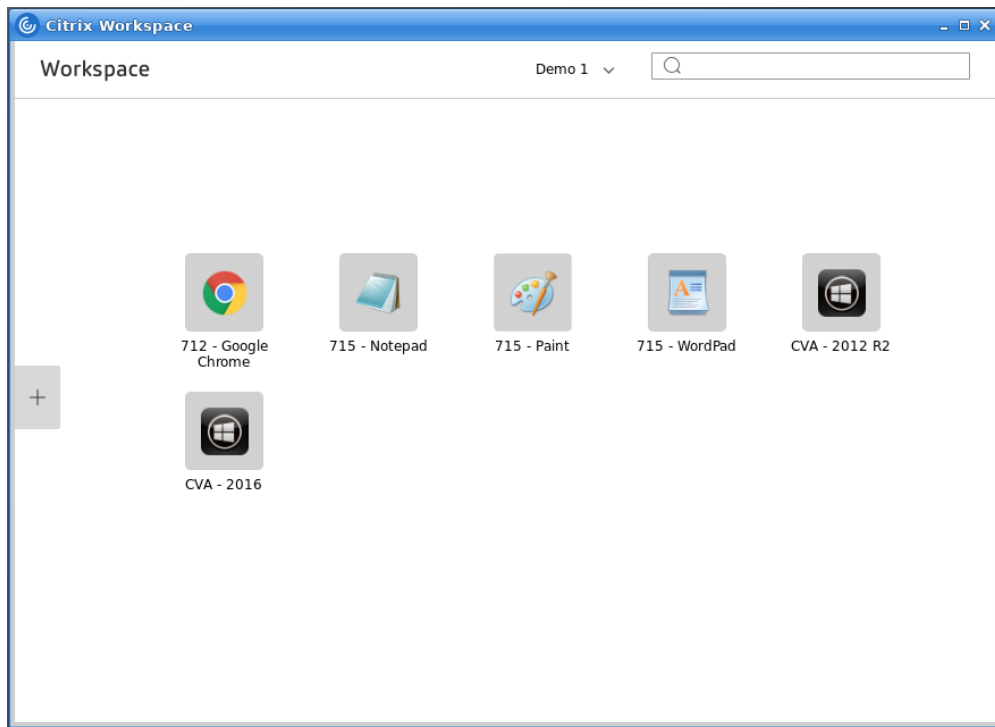 Citrix Workspace
Workspace
Demo 1
712 - Google
Chrome
715 - Notepad
715 - Paint
715 - WordPad
CVA - 2012 R2
CVA - 2016